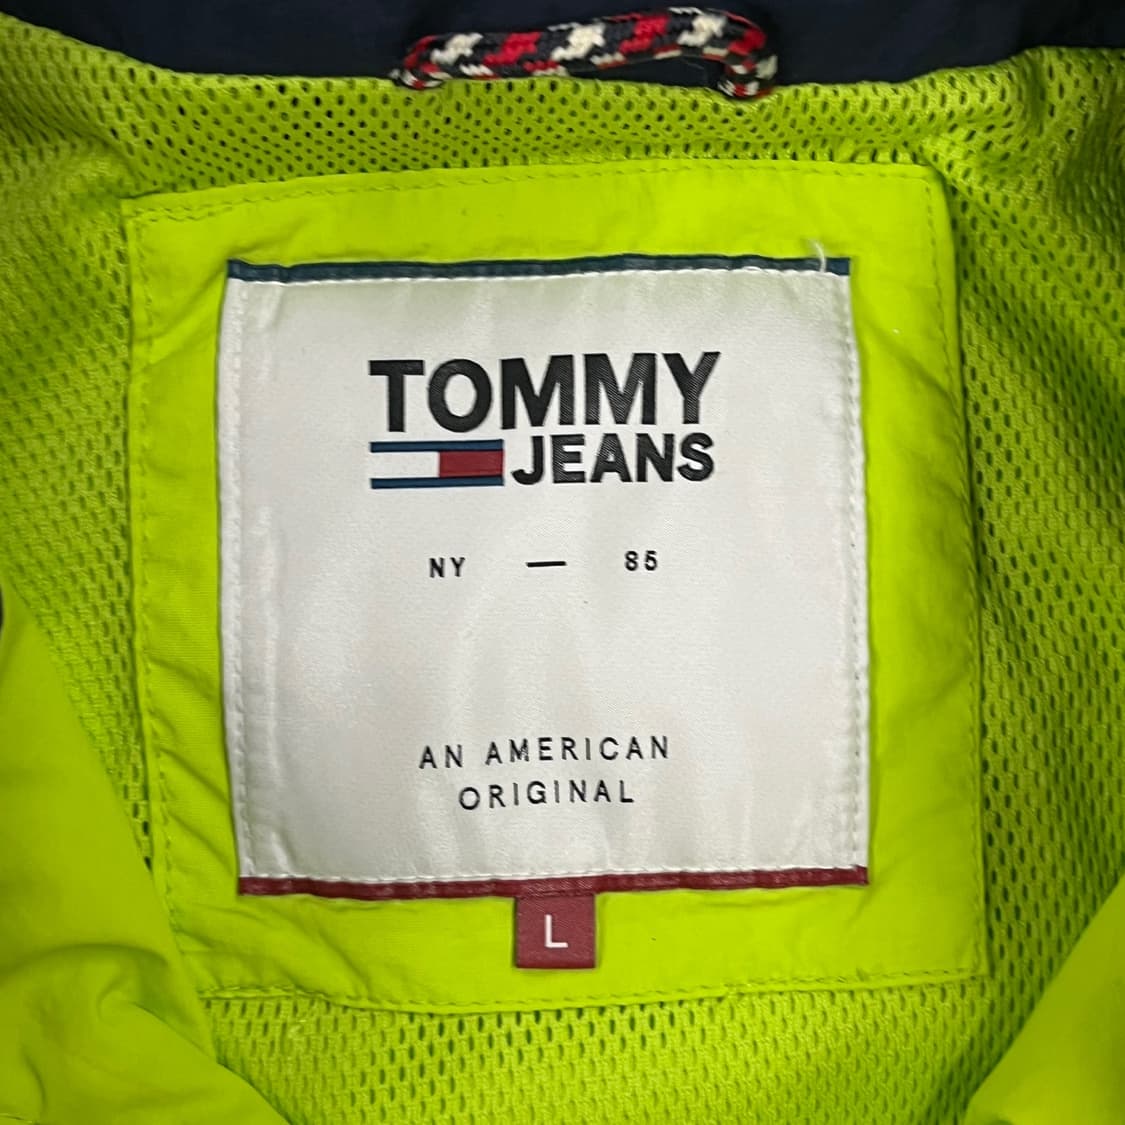 TOMMY
JEANS
NY — 85
AN AMERICAN
ORIGINAL
L